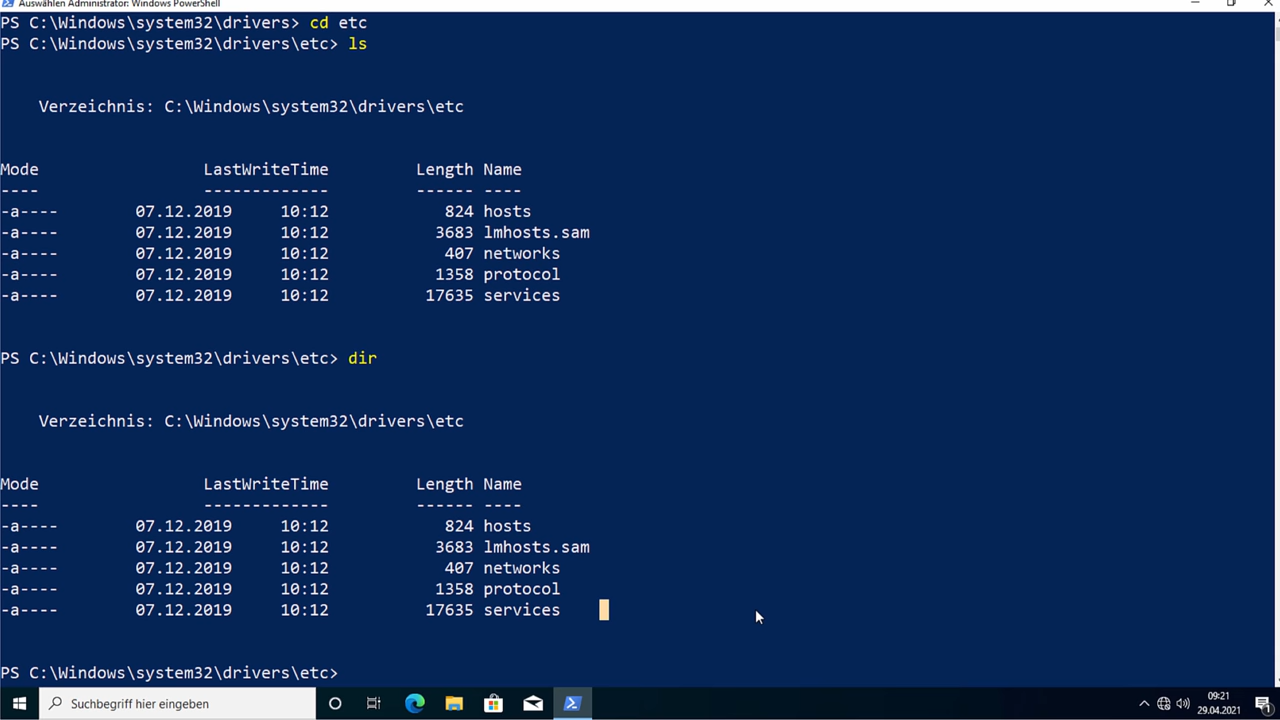 Auswählen Administrator: Windows PowerShell
PS C:\Windows\system32\drivers> cd etc
PS C:\Windows\system32\drivers\etc> ls
Verzeichnis: C:\Windows\system32\drivers\etc
Mode LastWriteTime Length Name
---- ------------- ------ ----
-a---- 07.12.2019 10:12 824 hosts
-a---- 07.12.2019 10:12 3683 lmhosts.sam
-a---- 07.12.2019 10:12 407 networks
-a---- 07.12.2019 10:12 1358 protocol
-a---- 07.12.2019 10:12 17635 services
PS C:\Windows\system32\drivers\etc> dir
Verzeichnis: C:\Windows\system32\drivers\etc
Mode LastWriteTime Length Name
---- ------------- ------ ----
-a---- 07.12.2019 10:12 824 hosts
-a---- 07.12.2019 10:12 3683 lmhosts.sam
-a---- 07.12.2019 10:12 407 networks
-a---- 07.12.2019 10:12 1358 protocol
-a---- 07.12.2019 10:12 17635 services
PS C:\Windows\system32\drivers\etc>
Suchbegriff hier eingeben
09:21
29.04.2021
1